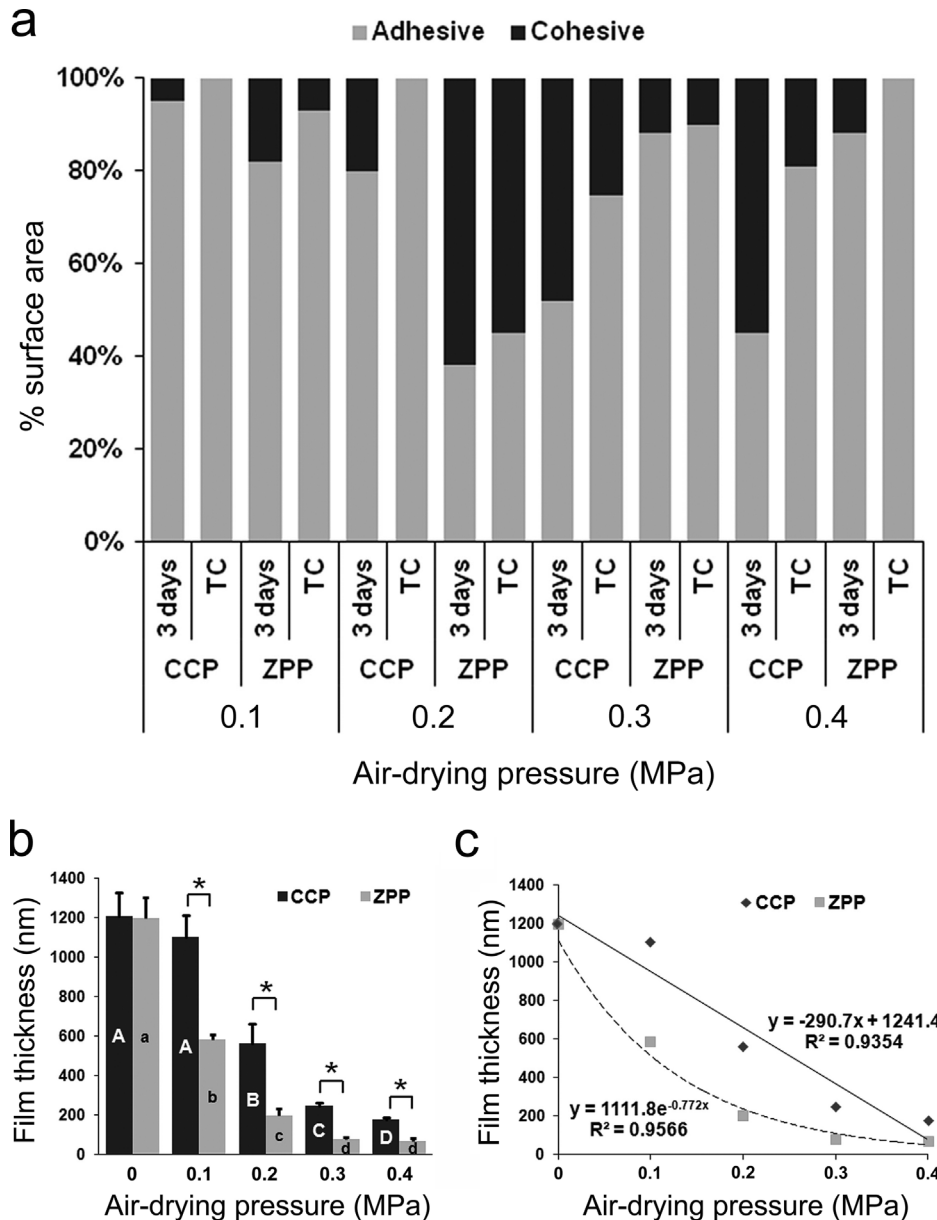 a
Adhesive Cohesive
100%
80%
60%
40%
20%
0%
% surface area
3 days TC 3 days TC 3 days TC 3 days TC 3 days TC 3 days TC 3 days TC 3 days TC
CCP ZPP CCP ZPP CCP ZPP CCP ZPP
0.1 0.2 0.3 0.4
Air-drying pressure (MPa)
b
CCP ZPP
1400
1200
1000
800
600
400
200
0
Film thickness (nm)
* * * *
A a A b B c C d D d
0 0.1 0.2 0.3 0.4
Air-drying pressure (MPa)
c
CCP ZPP
1400
1200
1000
800
600
400
200
0
Film thickness (nm)
y = -290.7x + 1241.4
R² = 0.9354
y = 1111.8e-0.772x
R² = 0.9566
0 0.1 0.2 0.3 0.4
Air-drying pressure (MPa)